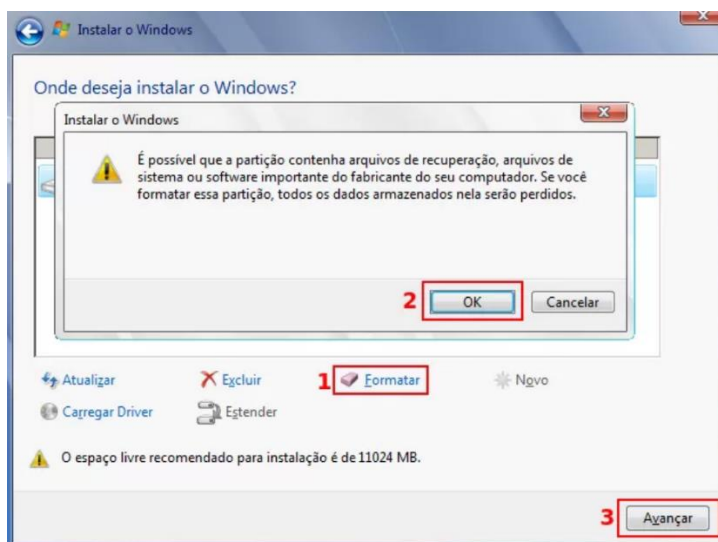 Instalar o Windows
Onde deseja instalar o Windows?
Instalar o Windows
É possível que a partição contenha arquivos de recuperação, arquivos de
sistema ou software importante do fabricante do seu computador. Se você
formatar essa partição, todos os dados armazenados nela serão perdidos.
2 OK Cancelar
Atualizar Excluir 1 Formatar Novo
Carregar Driver Estender
O espaço livre recomendado para instalação é de 11024 MB.
3 Avançar